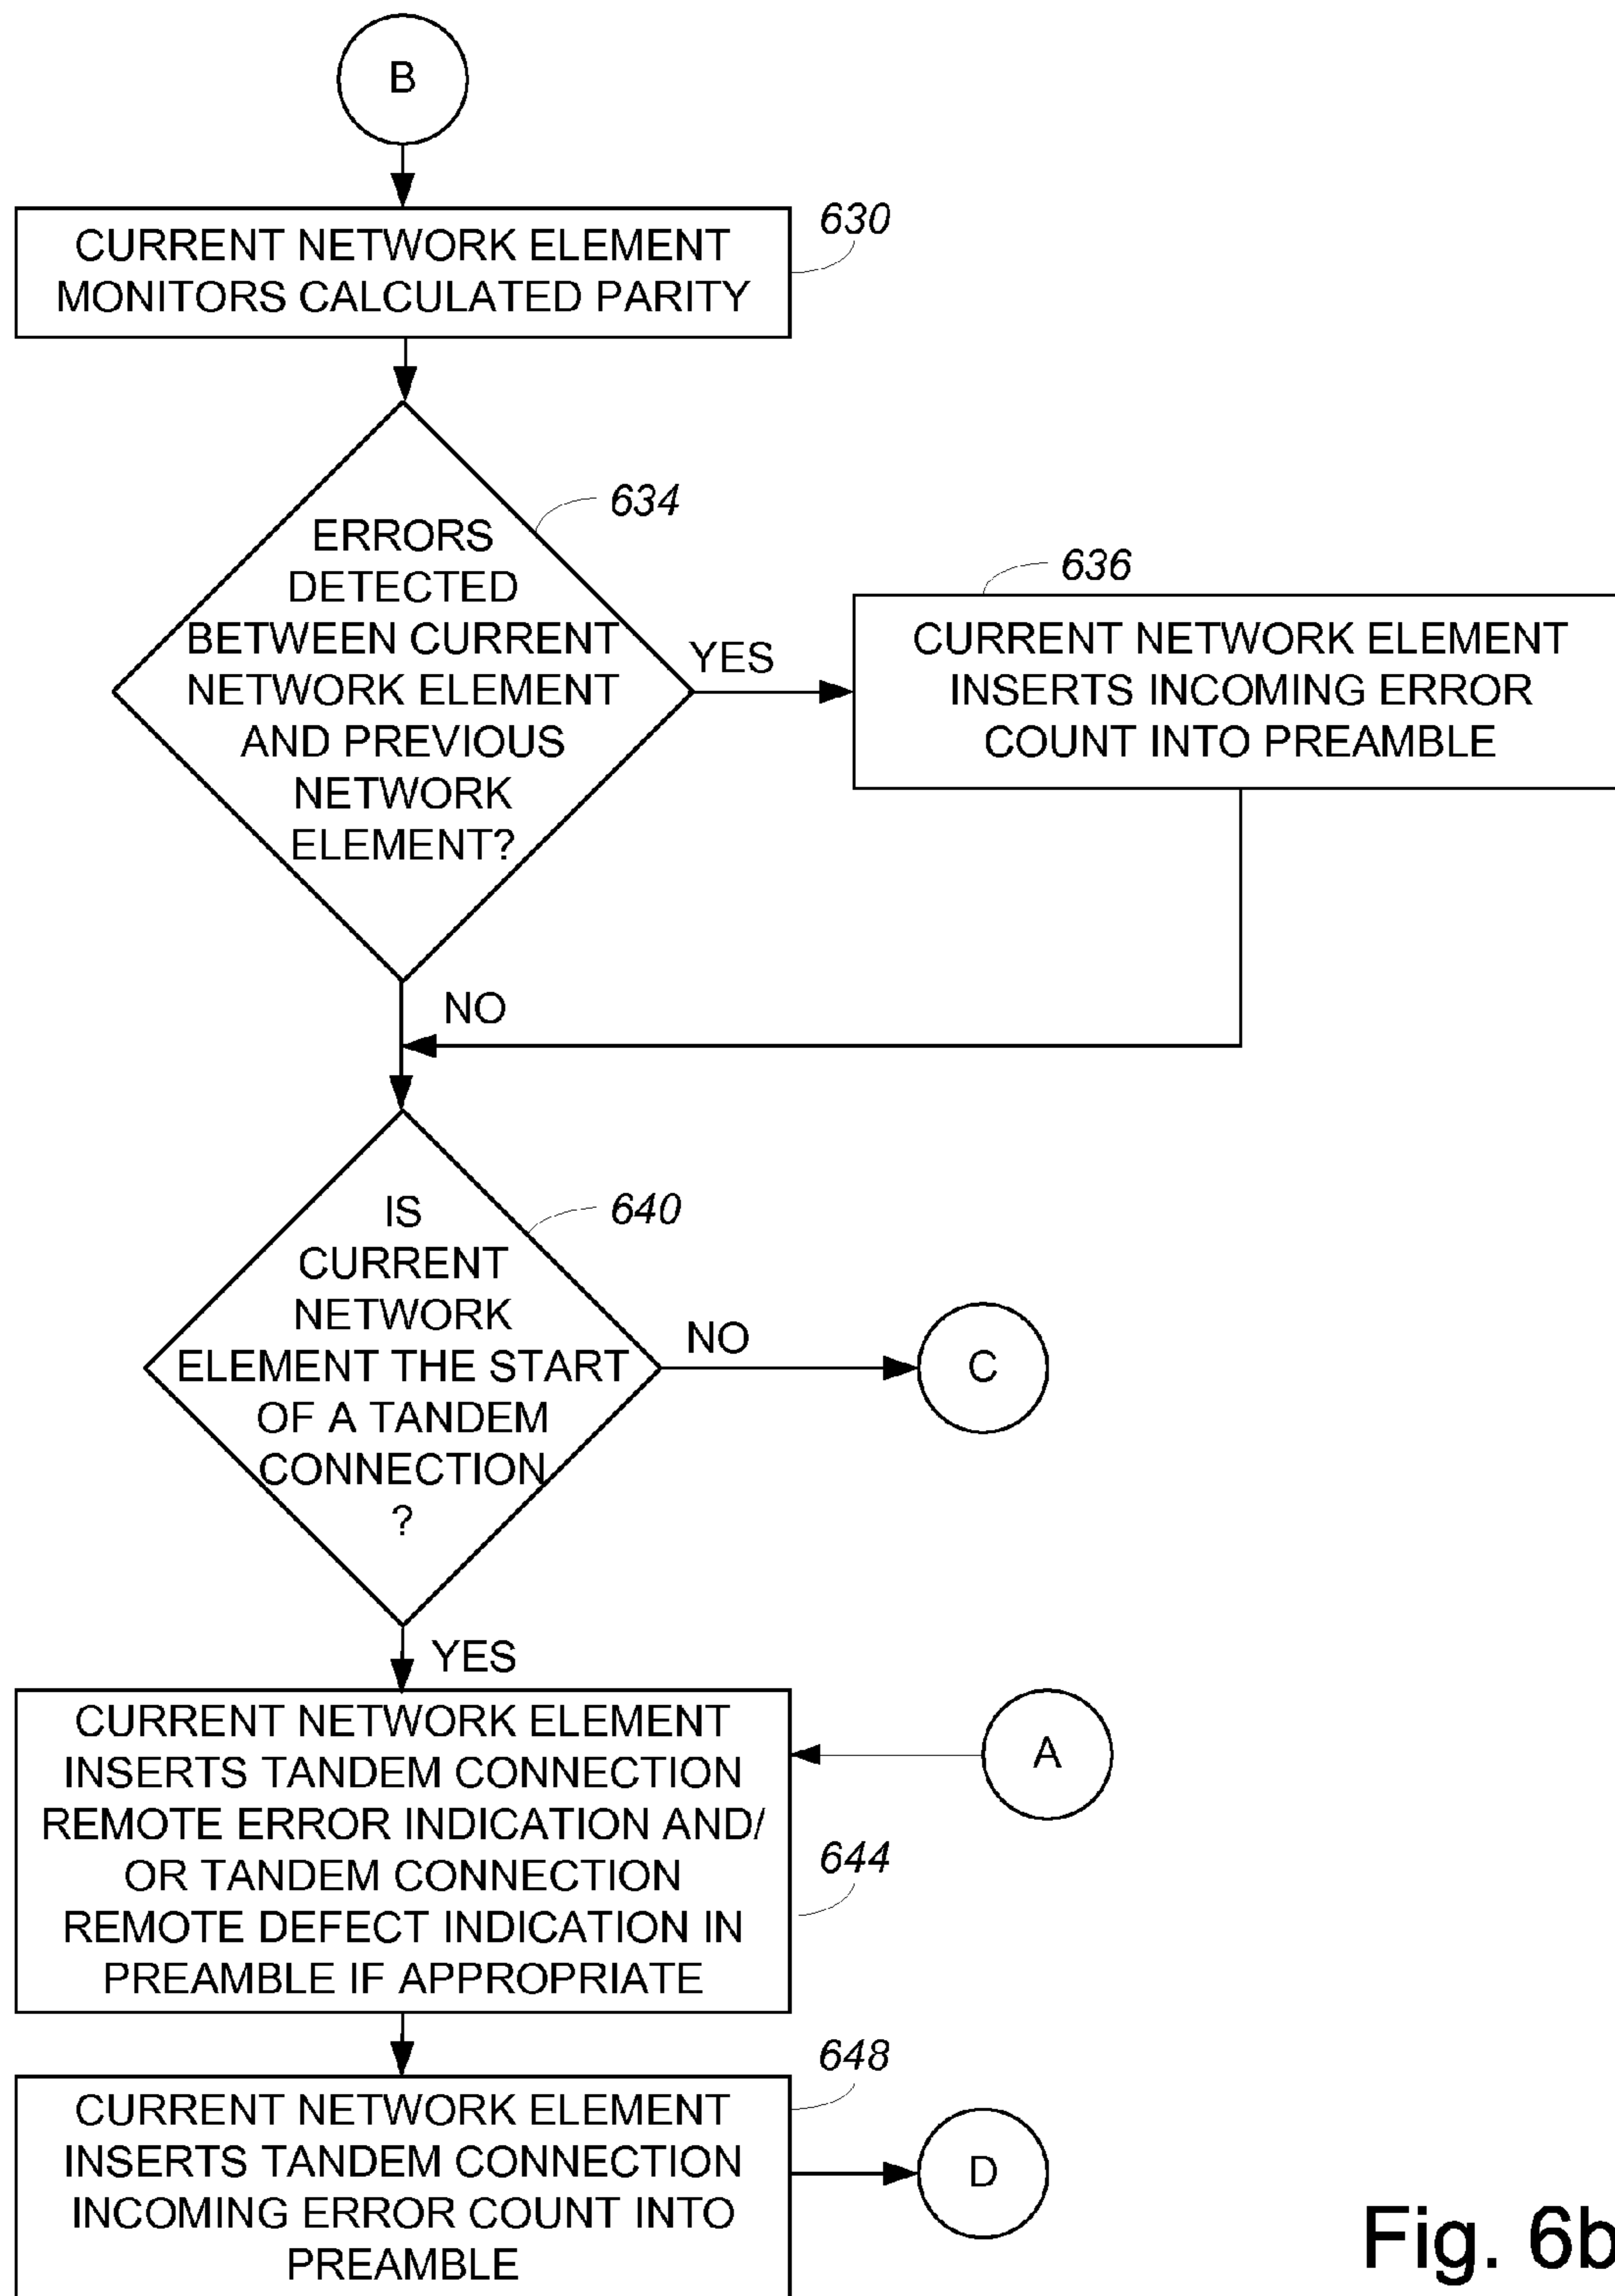 B
CURRENT NETWORK ELEMENT
MONITORS CALCULATED PARITY
630
ERRORS
DETECTED
BETWEEN CURRENT
NETWORK ELEMENT
AND PREVIOUS
NETWORK
ELEMENT?
634
YES
636
CURRENT NETWORK ELEMENT
INSERTS INCOMING ERROR
COUNT INTO PREAMBLE
NO
IS
CURRENT
NETWORK
ELEMENT THE START
OF A TANDEM
CONNECTION
?
640
NO
C
YES
CURRENT NETWORK ELEMENT
INSERTS TANDEM CONNECTION
REMOTE ERROR INDICATION AND/
OR TANDEM CONNECTION
REMOTE DEFECT INDICATION IN
PREAMBLE IF APPROPRIATE
A
644
648
CURRENT NETWORK ELEMENT
INSERTS TANDEM CONNECTION
INCOMING ERROR COUNT INTO
PREAMBLE
D
Fig. 6b